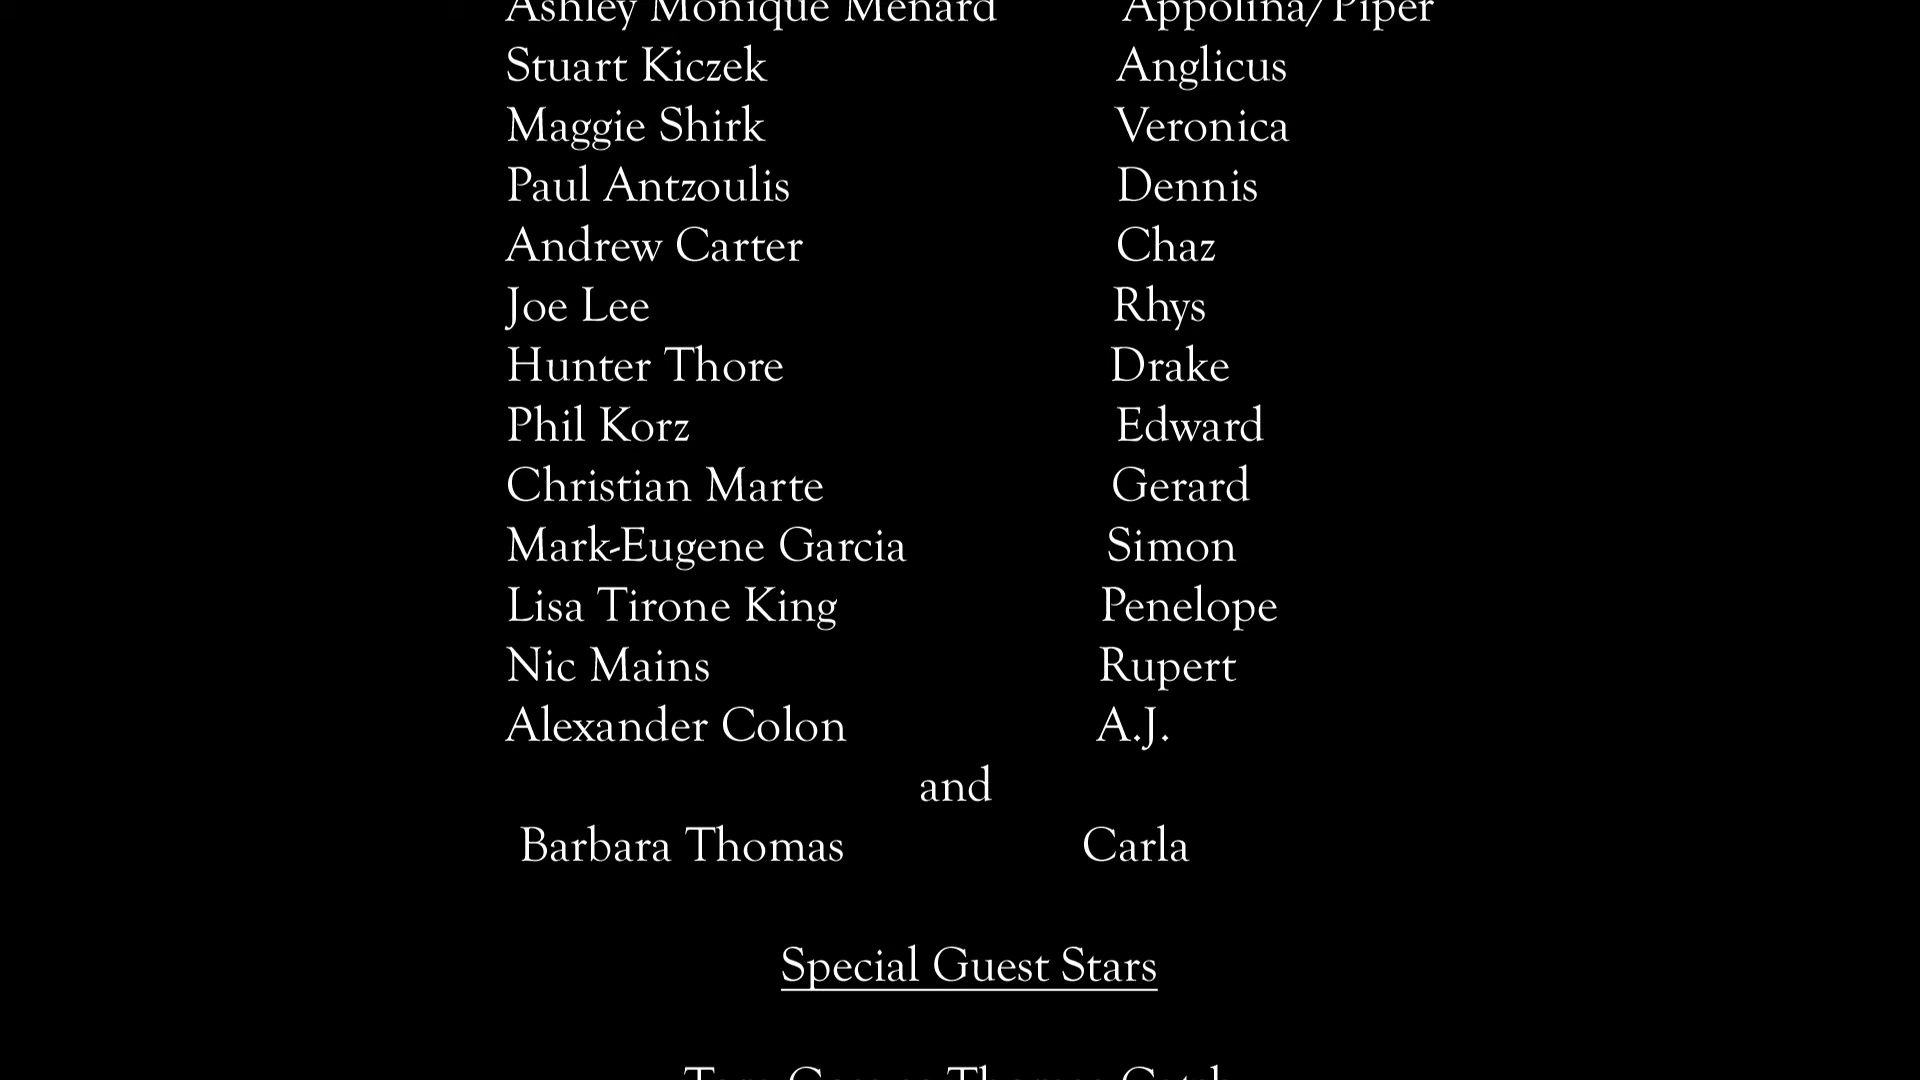 Ashley Monique Menard Appolina/Piper
Stuart Kiczek Anglicus
Maggie Shirk Veronica
Paul Antzoulis Dennis
Andrew Carter Chaz
Joe Lee Rhys
Hunter Thore Drake
Phil Korz Edward
Christian Marte Gerard
Mark-Eugene Garcia Simon
Lisa Tirone King Penelope
Nic Mains Rupert
Alexander Colon A.J.
and
Barbara Thomas Carla
Special Guest Stars